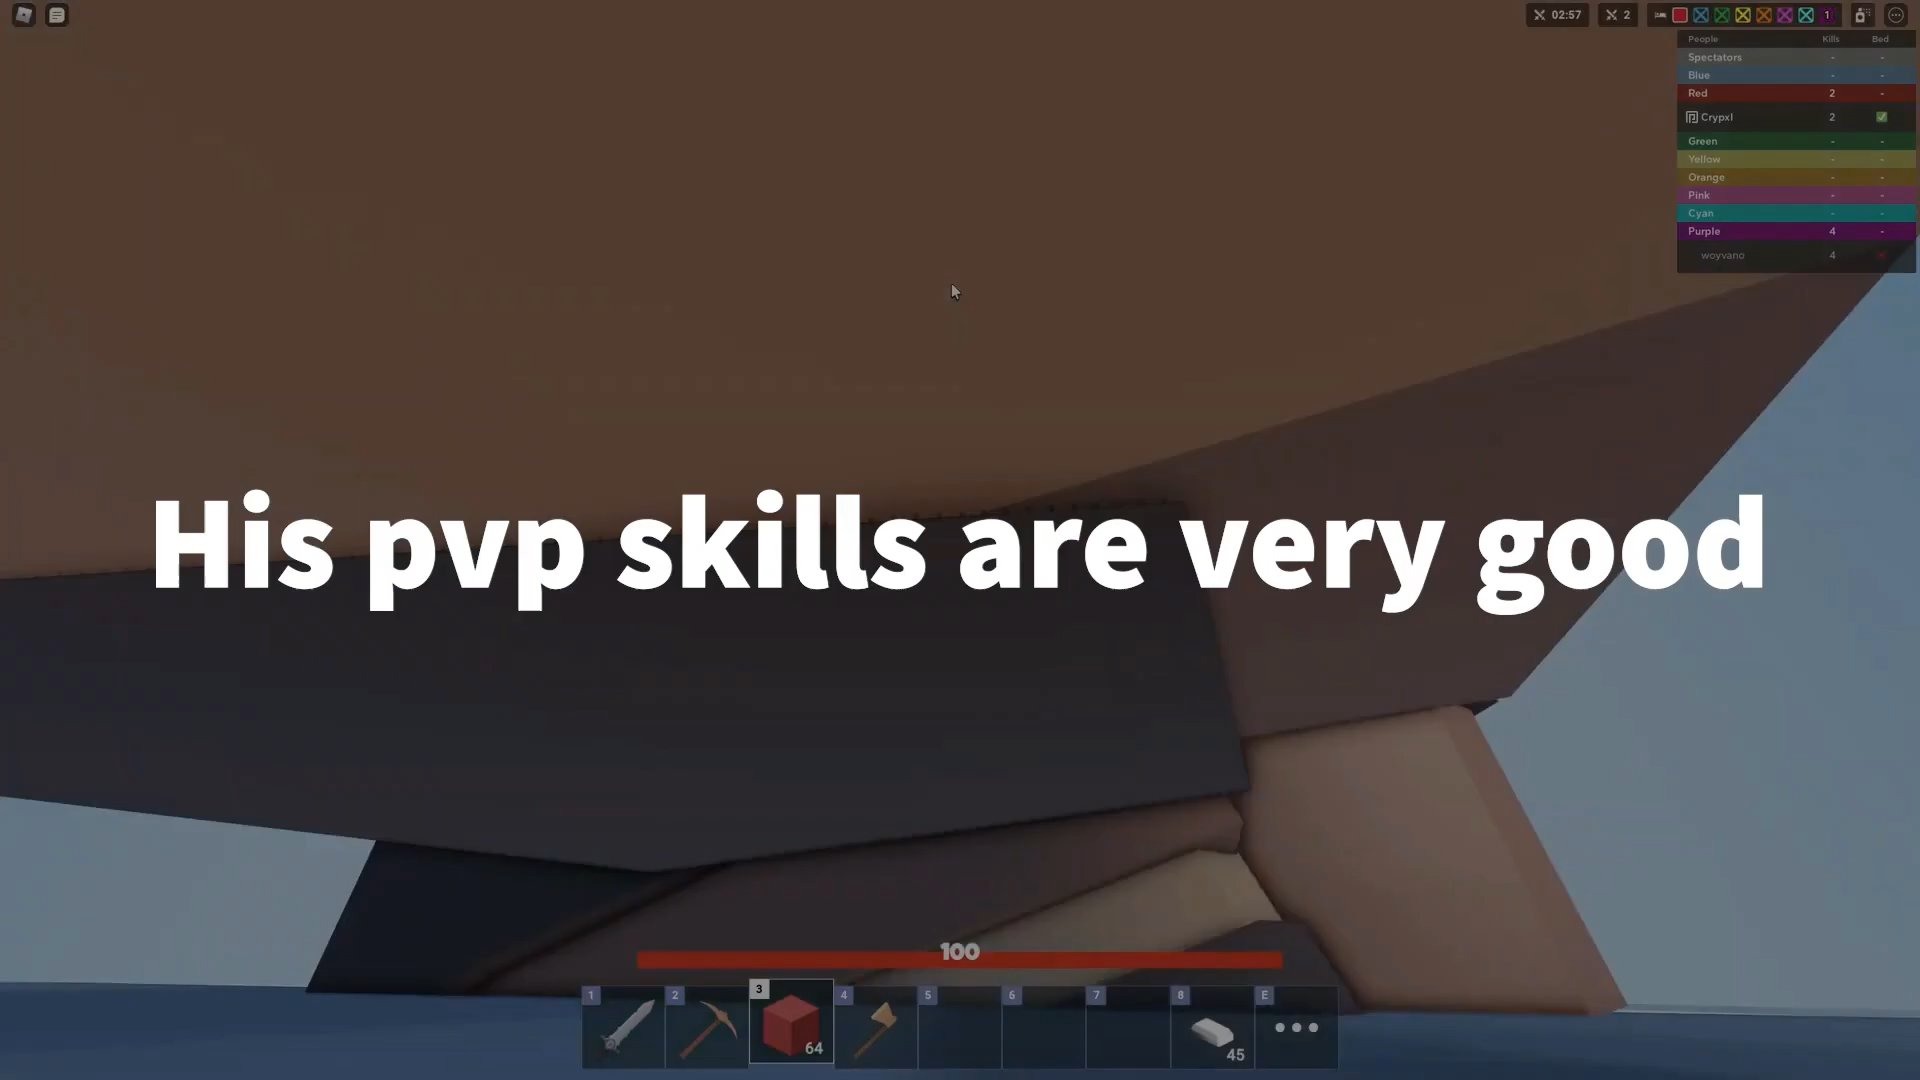 02:57
2
1
People Kills Bed
Spectators - -
Blue - -
Red 2 -
Crypxl 2
Green - -
Yellow - -
Orange - -
Pink - -
Cyan - -
Purple 4 -
woyvano 4
His pvp skills are very good
100
1 2 3 4 5 6 7 8 E
64 45